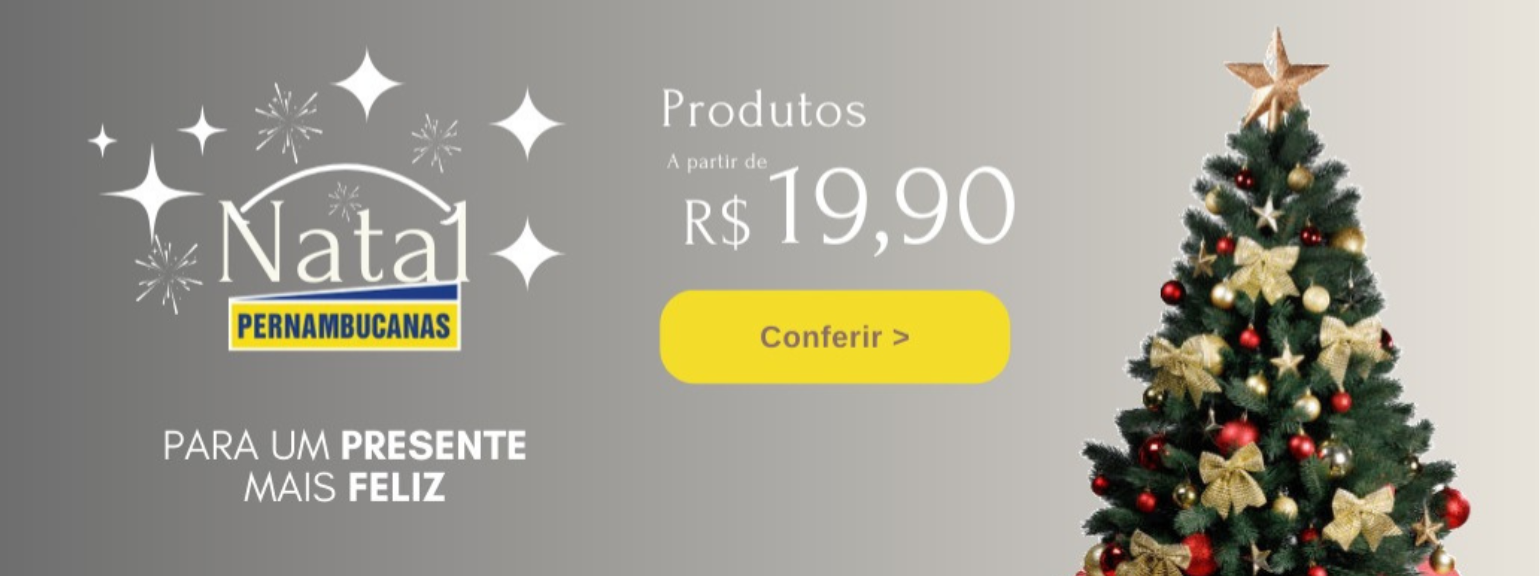 Natal
PERNAMBUCANAS
PARA UM PRESENTE
MAIS FELIZ
Produtos
A partir de
R$ 19,90
Conferir >